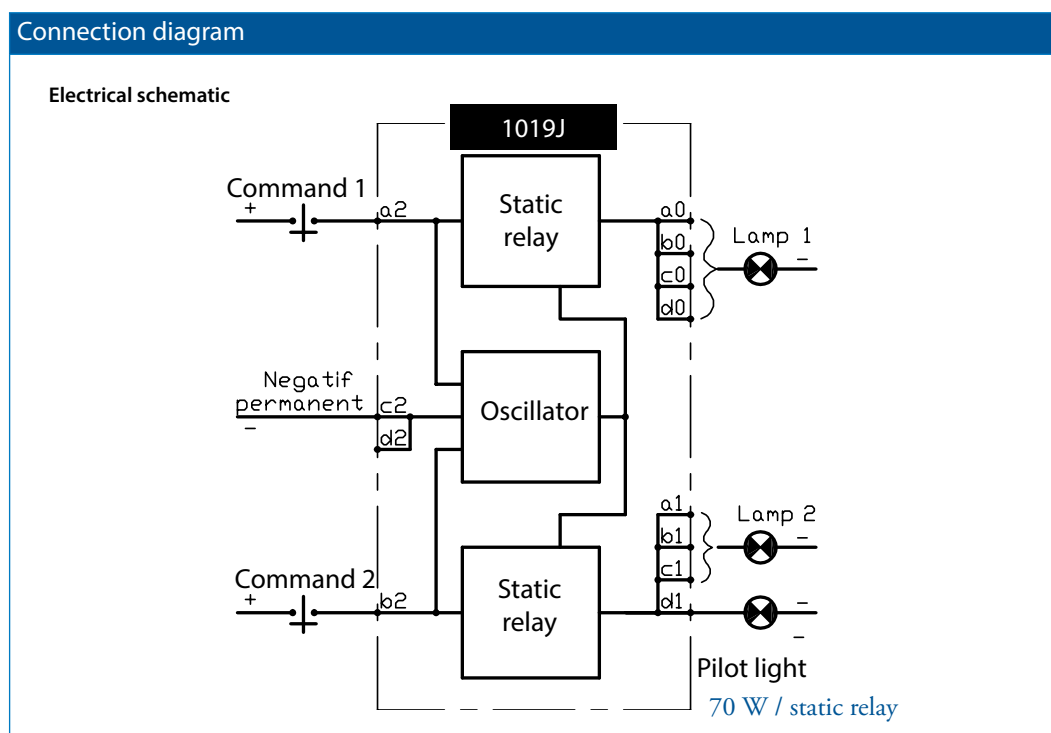 Connection diagram
Electrical schematic
1019J
Command 1
+
a2
Static
relay
a0
b0
c0
d0
Lamp 1
-
Negatif
permanent
-
c2
d2
Oscillator
a1
b1
c1
d1
Lamp 2
-
Command 2
+
b2
Static
relay
-
-
Pilot light
70 W / static relay